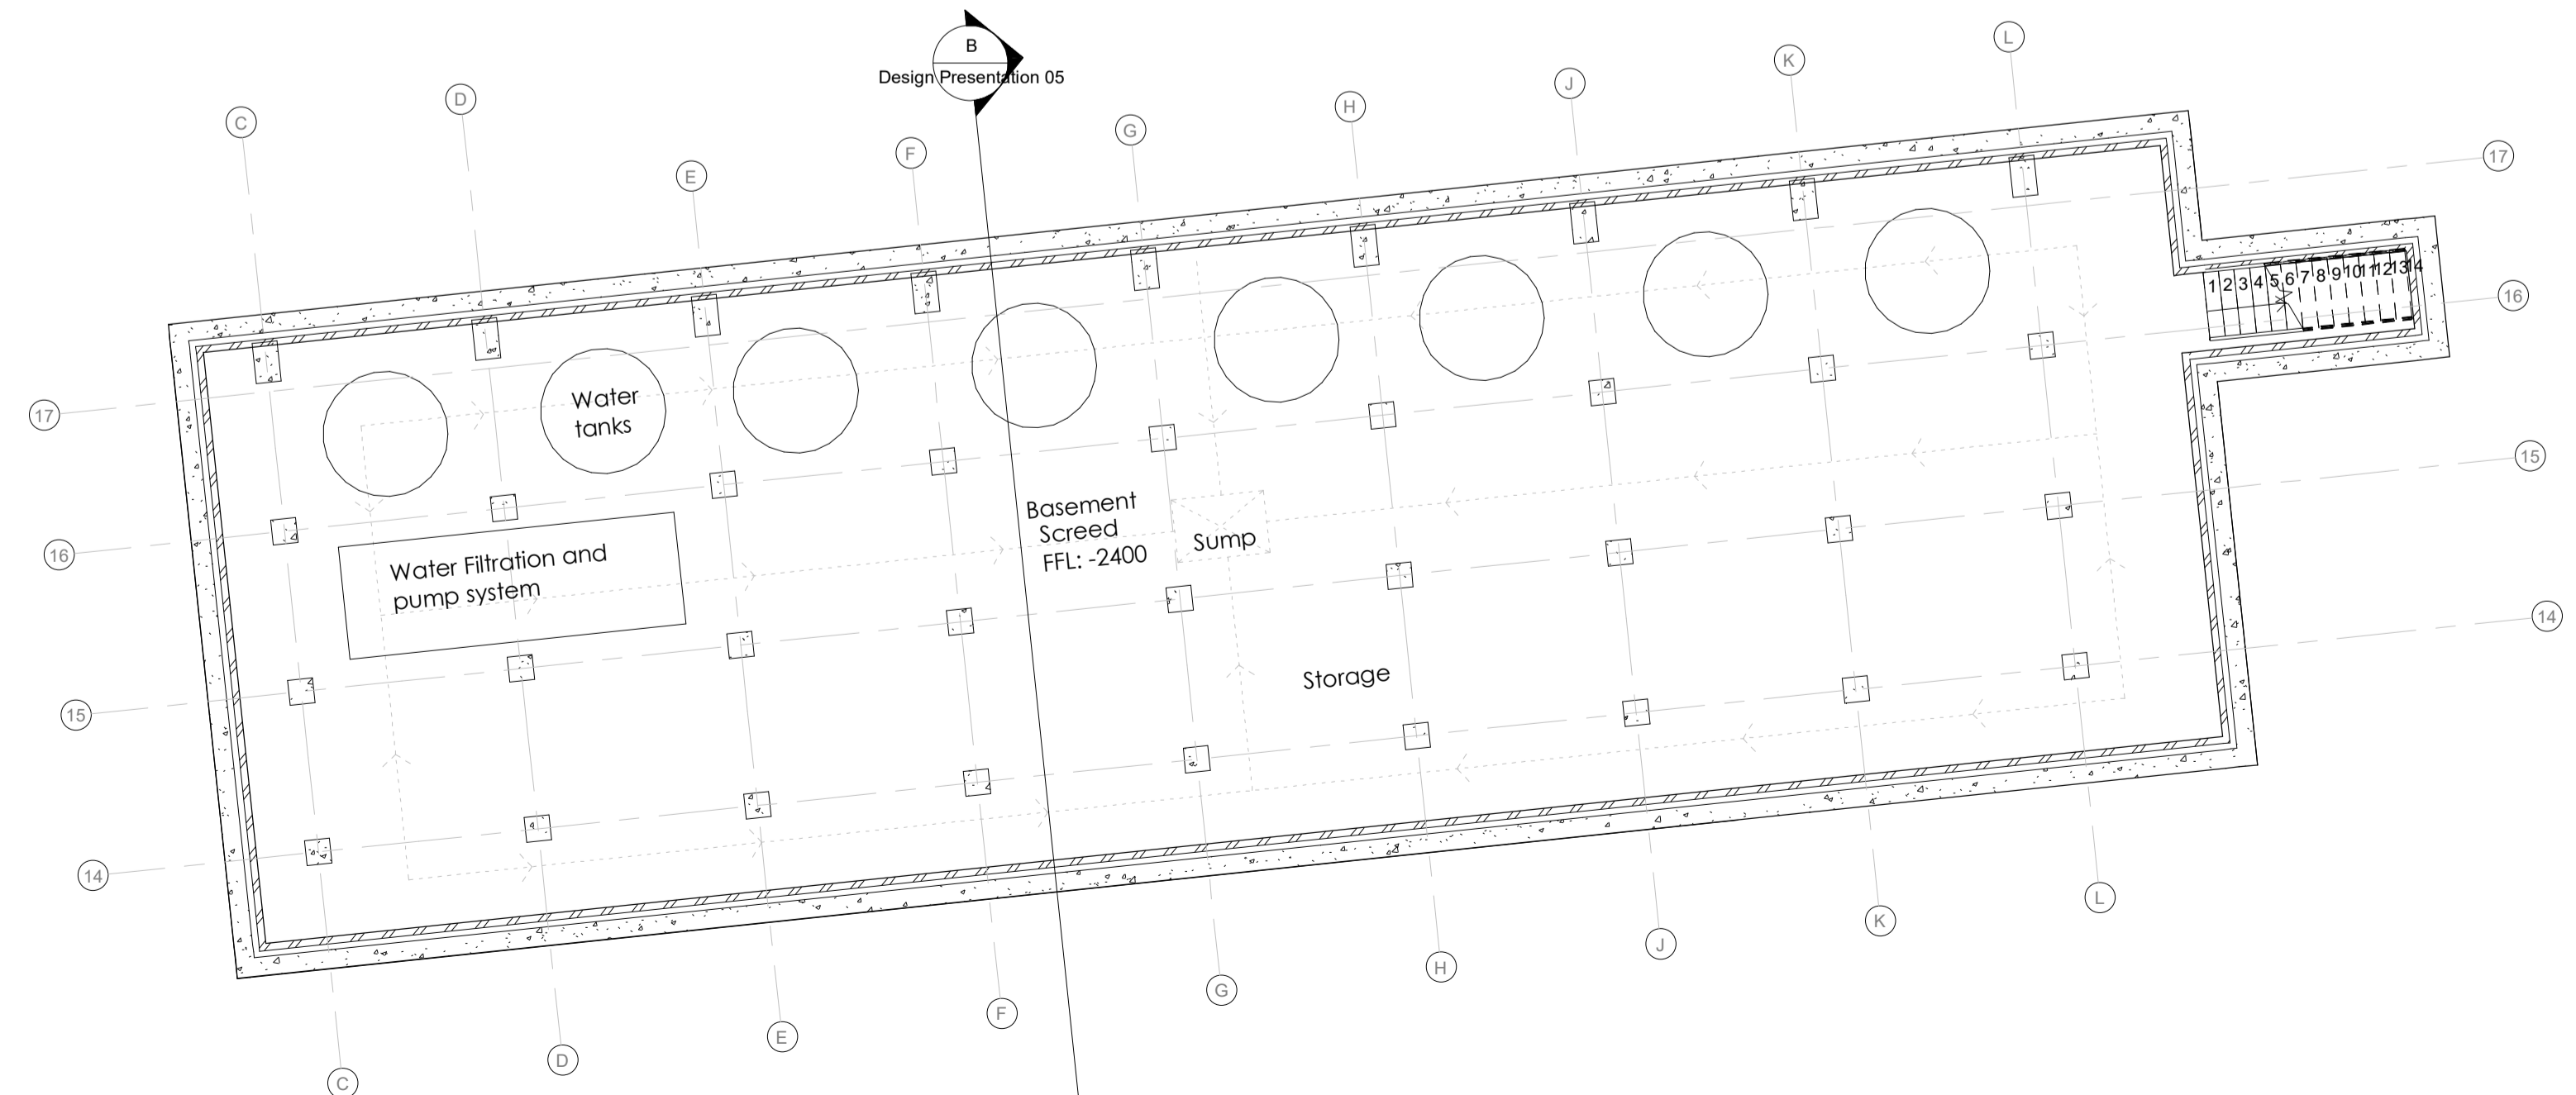 B
Design Presentation 05
C
D
E
F
G
H
J
K
L
17
16
15
14
17
16
15
14
1 2 3 4 5 6 7 8 9 10 11 12 13 14
Water
tanks
Water Filtration and
pump system
Basement
Screed
FFL: -2400
Sump
Storage
C
D
E
F
G
H
J
K
L